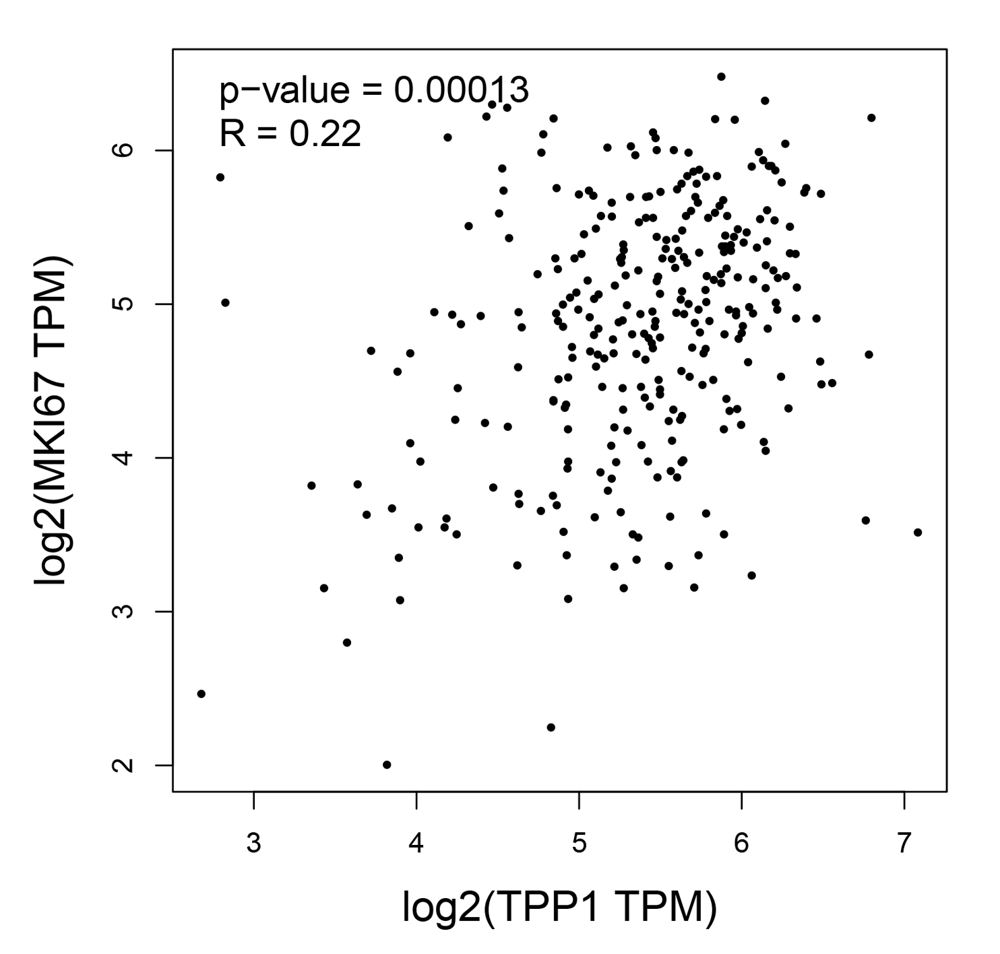 p−value = 0.00013
R = 0.22
log2(MKI67 TPM)
6
5
4
3
2
3 4 5 6 7
log2(TPP1 TPM)